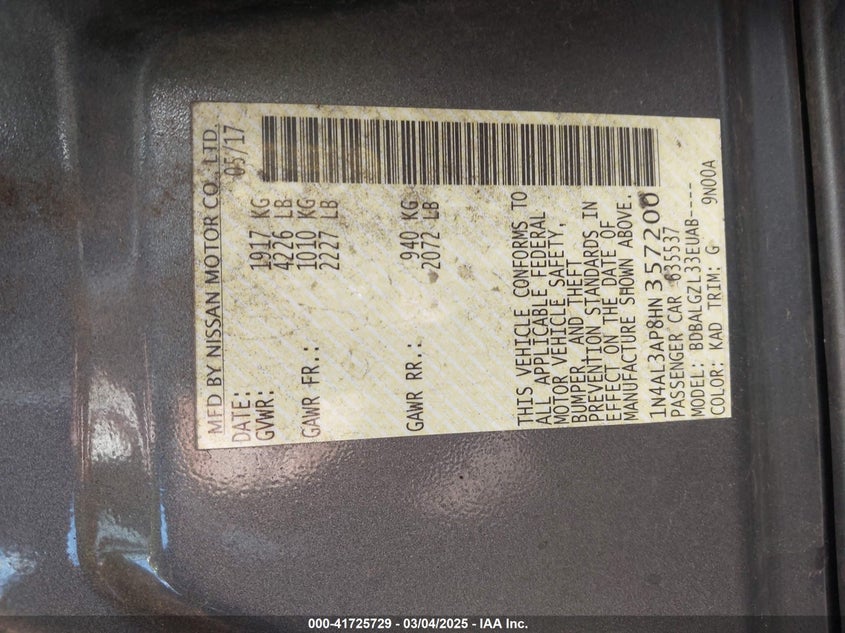 MFD BY NISSAN MOTOR CO., LTD.
DATE: 05/17
GVWR: 1917 KG
4226 LB
GAWR FR.: 1010 KG
2227 LB
GAWR RR.: 940 KG
2072 LB
THIS VEHICLE CONFORMS TO
ALL APPLICABLE FEDERAL
MOTOR VEHICLE SAFETY,
BUMPER, AND THEFT
PREVENTION STANDARDS IN
EFFECT ON THE DATE OF
MANUFACTURE SHOWN ABOVE.
1N4AL3AP8HN357200
PASSENGER CAR 635537
MODEL: BDBALGZL33EUAB----
COLOR: KAD TRIM: G 9N00A
000-41725729 - 03/04/2025 - IAA Inc.